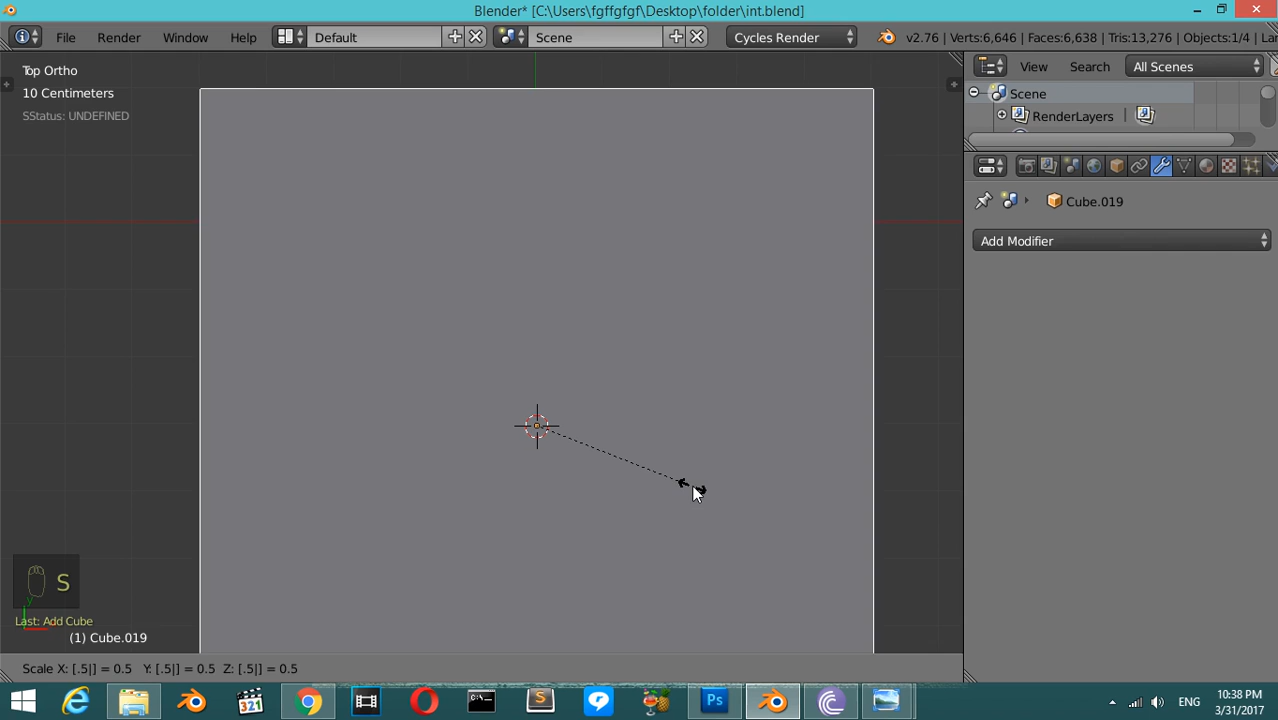 Blender* [C:\Users\fgffgfgf\Desktop\folder\int.blend]
File Render Window Help Default Scene Cycles Render v2.76 | Verts:6,646 | Faces:6,638 | Tris:13,276 | Objects:1/4 | Lar
Top Ortho
10 Centimeters
SStatus: UNDEFINED
View Search All Scenes
Scene
RenderLayers
Cube.019
Add Modifier
S
y
Last: Add Cube
(1) Cube.019
Scale X: [.5|] = 0.5 Y: [.5|] = 0.5 Z: [.5|] = 0.5
321
Ps
ENG
10:38 PM
3/31/2017